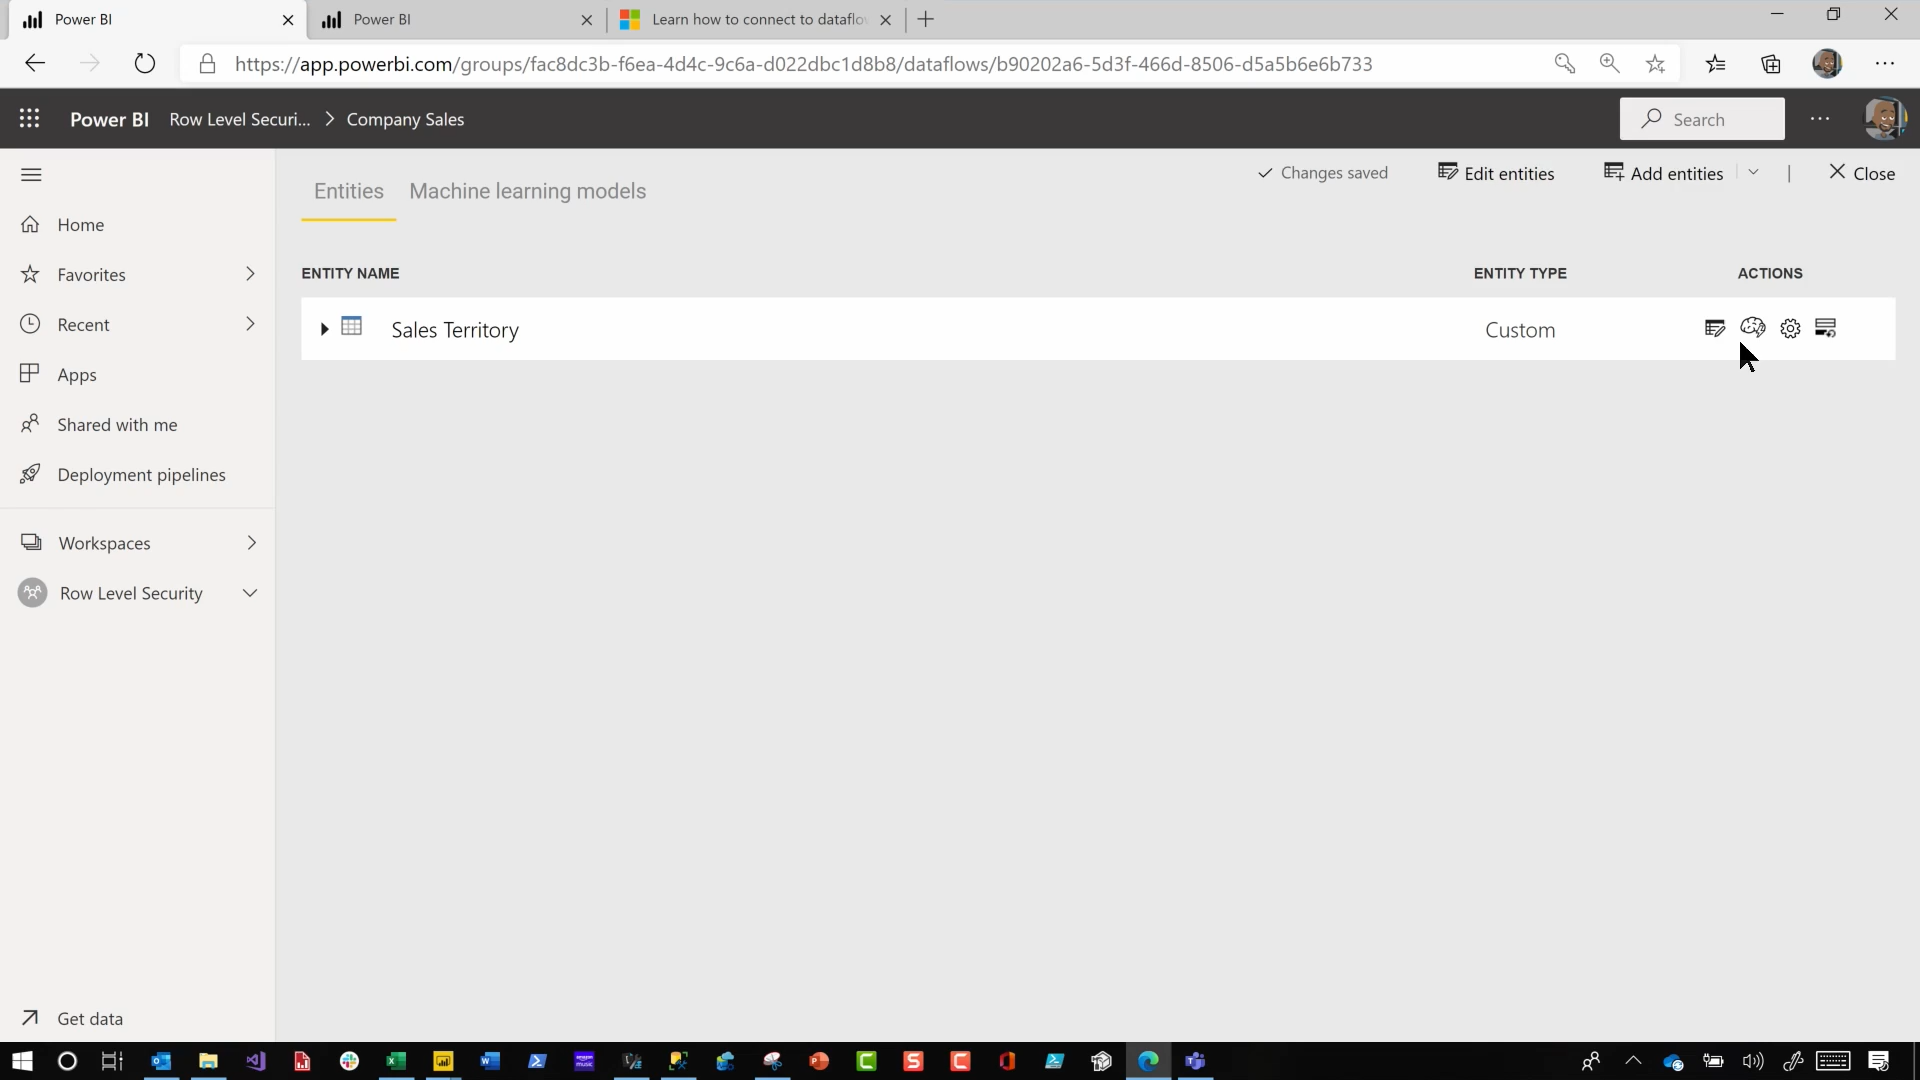 Power BI
Power BI
Learn how to connect to dataflo
https://app.powerbi.com/groups/fac8dc3b-f6ea-4d4c-9c6a-d022dbc1d8b8/dataflows/b90202a6-5d3f-466d-8506-d5a5b6e6b733
Power BI Row Level Securi... > Company Sales
Search
Entities Machine learning models
Changes saved Edit entities Add entities | Close
Home
Favorites
Recent
Apps
Shared with me
Deployment pipelines
Workspaces
Row Level Security
Get data
ENTITY NAME ENTITY TYPE ACTIONS
Sales Territory Custom